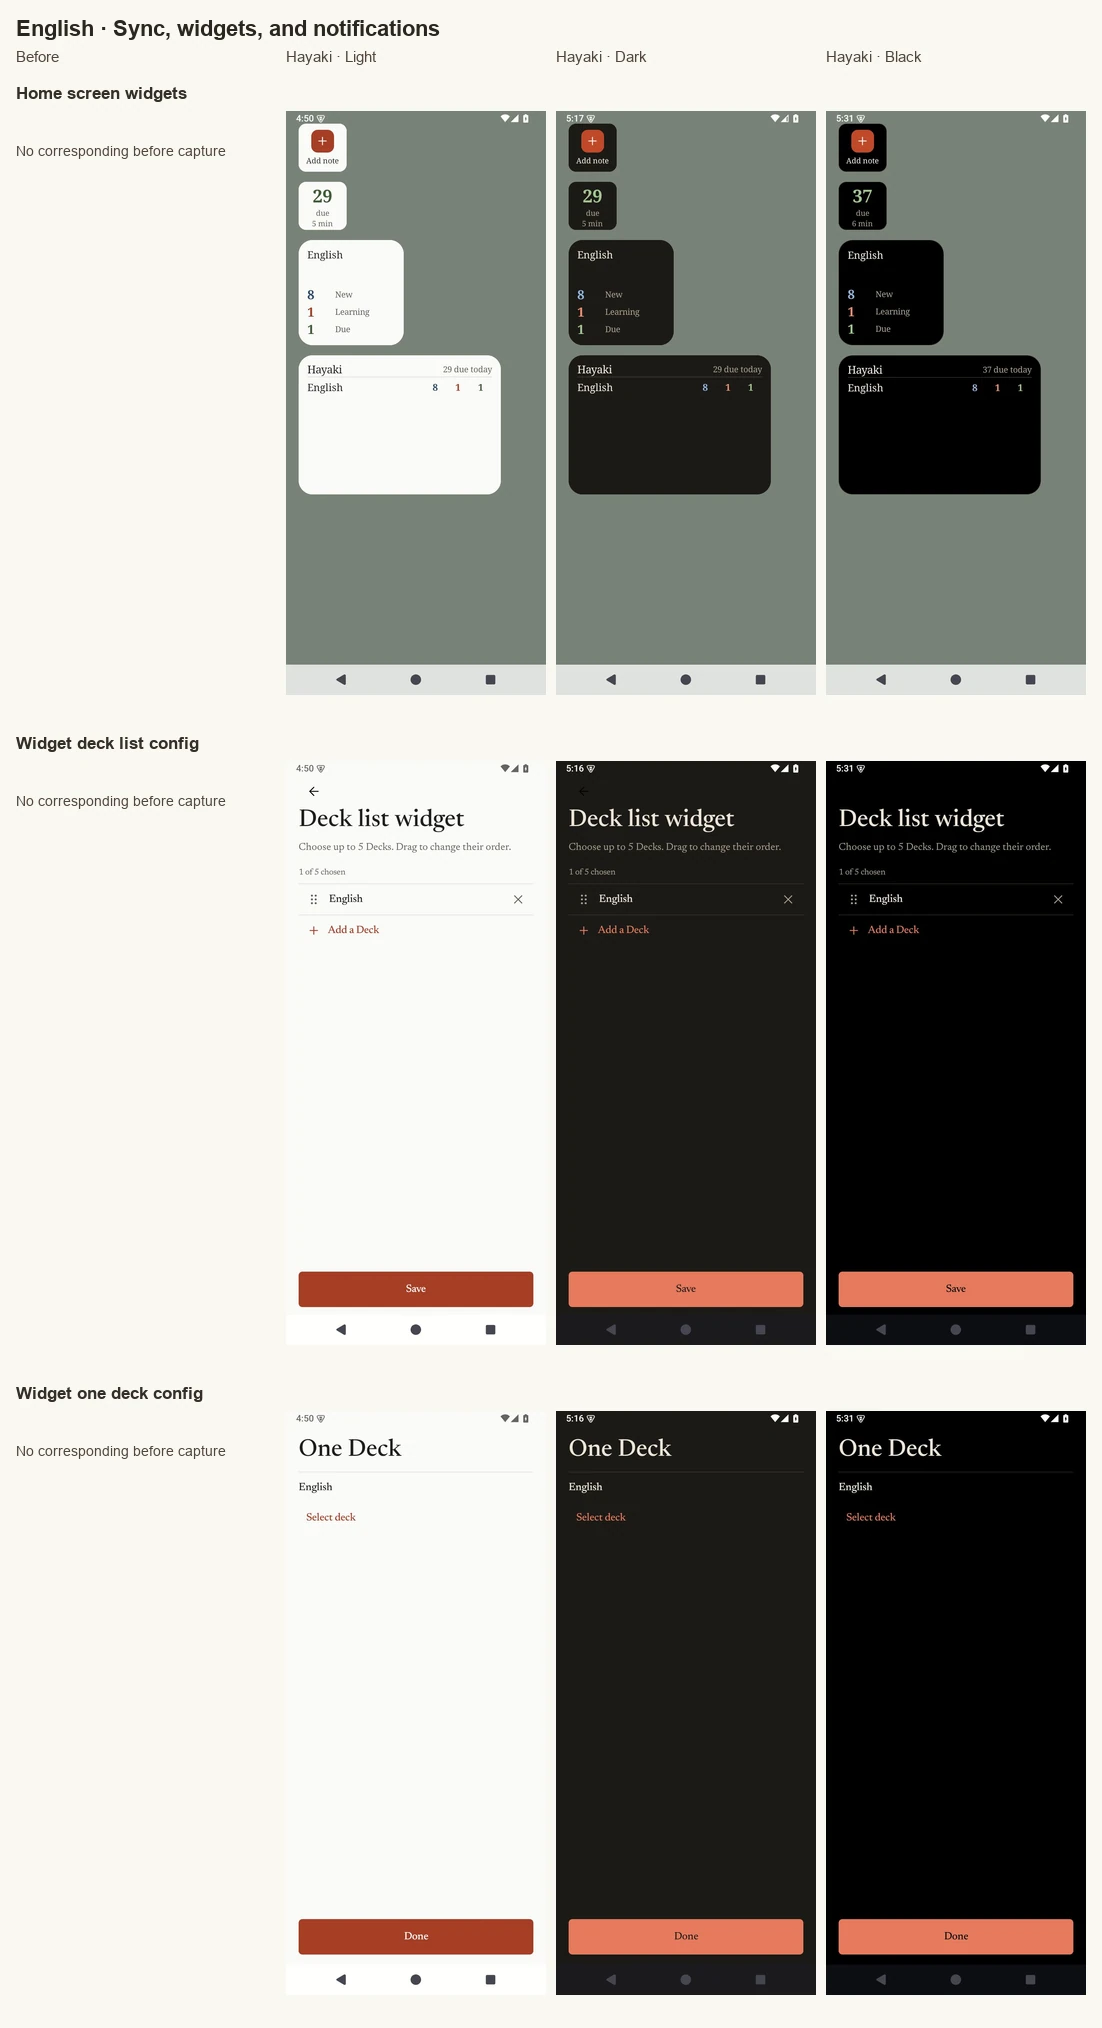 English · Sync, widgets, and notifications
Before
Hayaki · Light
Hayaki · Dark
Hayaki · Black
Home screen widgets
No corresponding before capture
4:50
Add note
29
due
5 min
English
8 New
1 Learning
1 Due
Hayaki 29 due today
English 8 1 1
5:17
Add note
29
due
5 min
English
8 New
1 Learning
1 Due
Hayaki 29 due today
English 8 1 1
5:31
Add note
37
due
6 min
English
8 New
1 Learning
1 Due
Hayaki 37 due today
English 8 1 1
Widget deck list config
No corresponding before capture
4:50
Deck list widget
Choose up to 5 Decks. Drag to change their order.
1 of 5 chosen
English
Add a Deck
Save
5:16
Deck list widget
Choose up to 5 Decks. Drag to change their order.
1 of 5 chosen
English
Add a Deck
Save
5:31
Deck list widget
Choose up to 5 Decks. Drag to change their order.
1 of 5 chosen
English
Add a Deck
Save
Widget one deck config
No corresponding before capture
4:50
One Deck
English
Select deck
Done
5:16
One Deck
English
Select deck
Done
5:31
One Deck
English
Select deck
Done